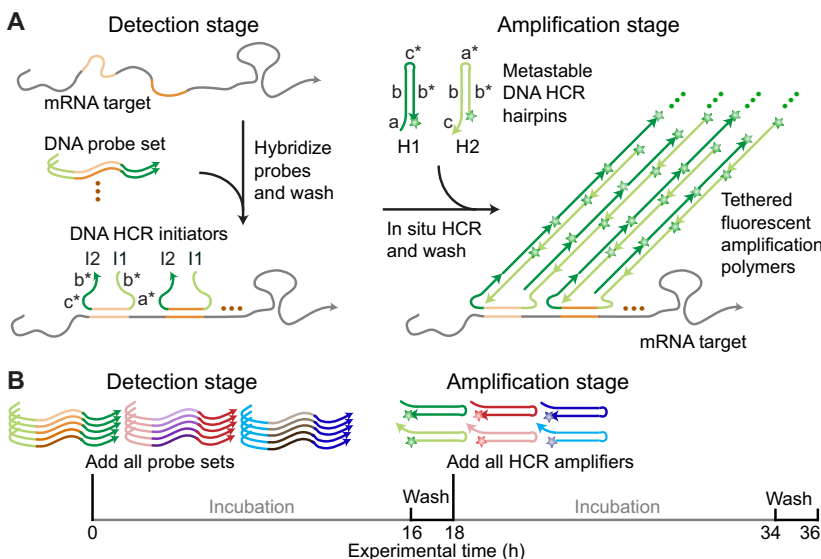 A
Detection stage
Amplification stage
mRNA target
DNA probe set
Hybridize
probes
and wash
DNA HCR initiators
I2 I1 I2 I1
b* b*
c* a*
c* a*
b b* b b*
a c
H1 H2
Metastable
DNA HCR
hairpins
In situ HCR
and wash
Tethered
fluorescent
amplification
polymers
mRNA target
B
Detection stage
Amplification stage
Add all probe sets
Add all HCR amplifiers
Incubation
Wash
Incubation
Wash
0 16 18 34 36
Experimental time (h)